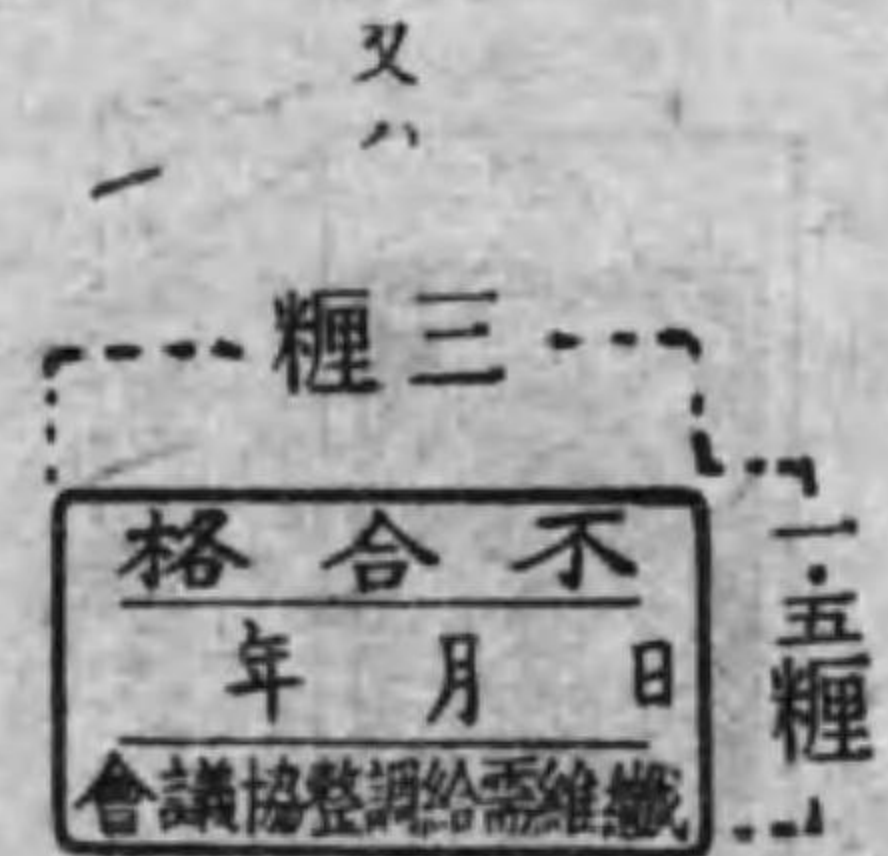 又ハ
三糎
不合格
年 月 日
纖維需給調整協議會
一・五糎